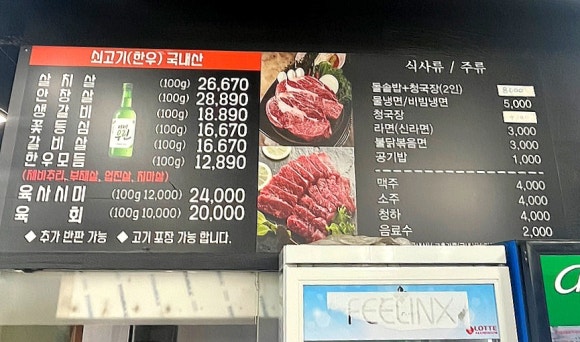 쇠고기(한우) 국내산
살치살 (100g) 26,670
안창살 (100g) 28,890
생갈비 (100g) 18,890
꽃등심 (100g) 16,670
갈비살 (100g) 16,670
한우모듬 (100g) 12,890
(제비추리, 부채살, 업진살, 치마살)
육사시미 (100g 12,000) 24,000
육회 (100g 10,000) 20,000
◆ 추가 반판 가능 ◆ 고기 포장 가능 합니다.
식사류 / 주류
돌솥밥+청국장(2인)
물냉면/비빔냉면 5,000
청국장
라면(신라면) 3,000
불닭볶음면 3,000
공기밥 1,000
맥주 4,000
소주 4,000
청하 4,000
음료수 2,000
FEELINX
LOTTE